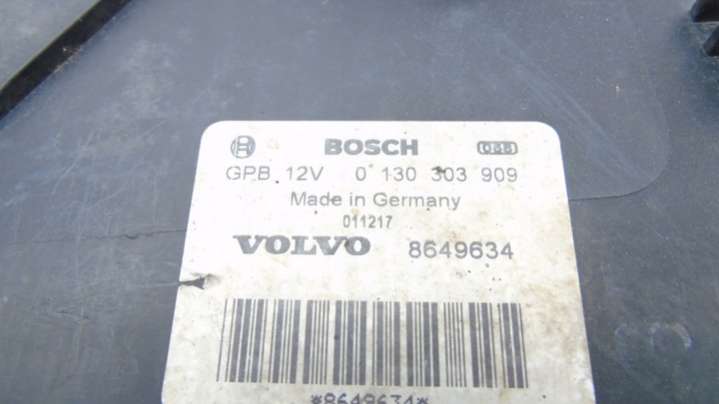 BOSCH
GPB 12V 0 130 303 909
Made in Germany
011217
VOLVO 8649634
*8649634*